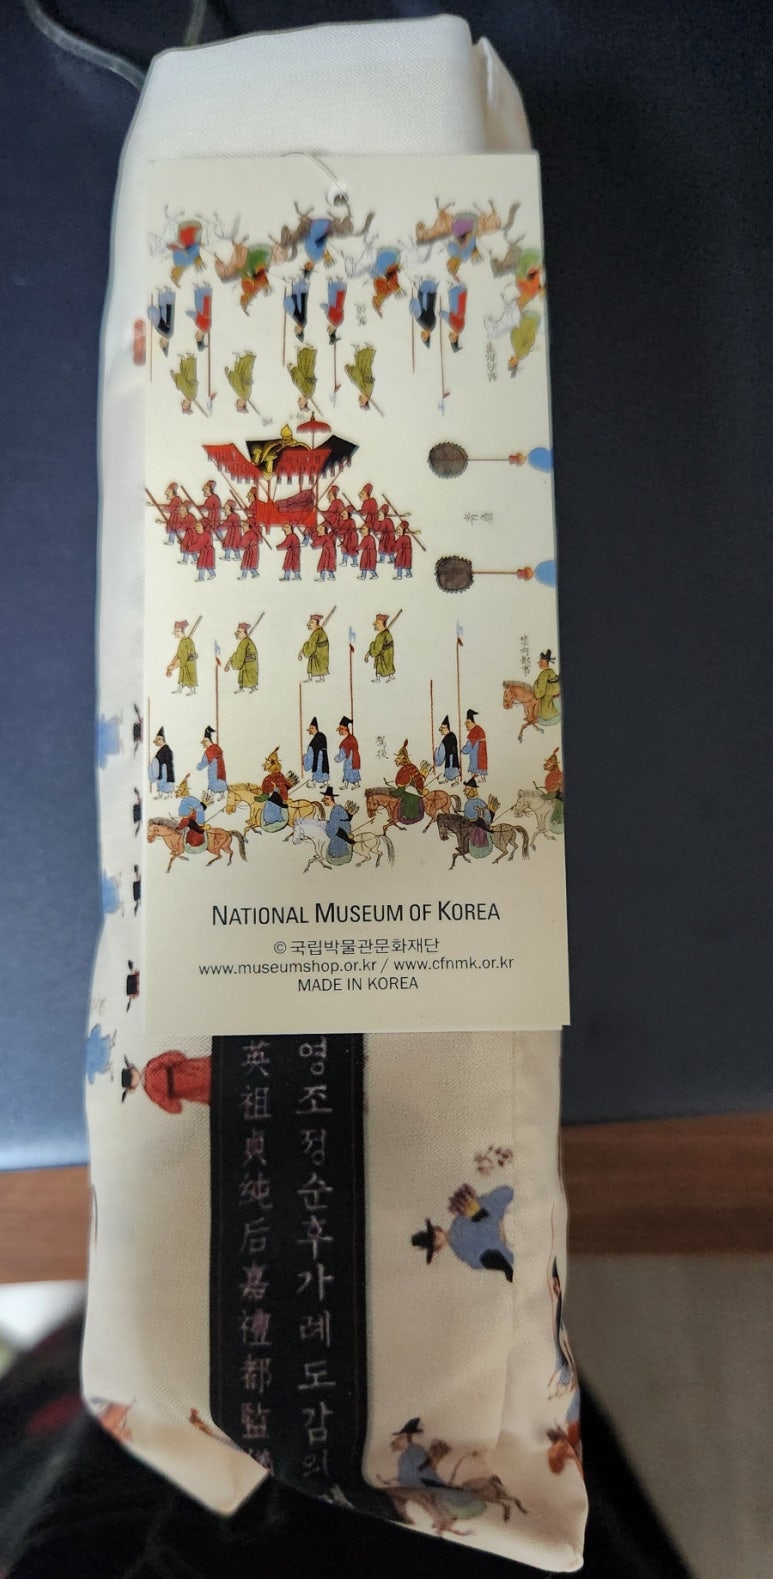 駕後
NATIONAL MUSEUM OF KOREA
©국립박물관문화재단
www.museumshop.or.kr / www.cfnmk.or.kr
MADE IN KOREA
영조정순후가례도감의
英祖貞純后嘉禮都監